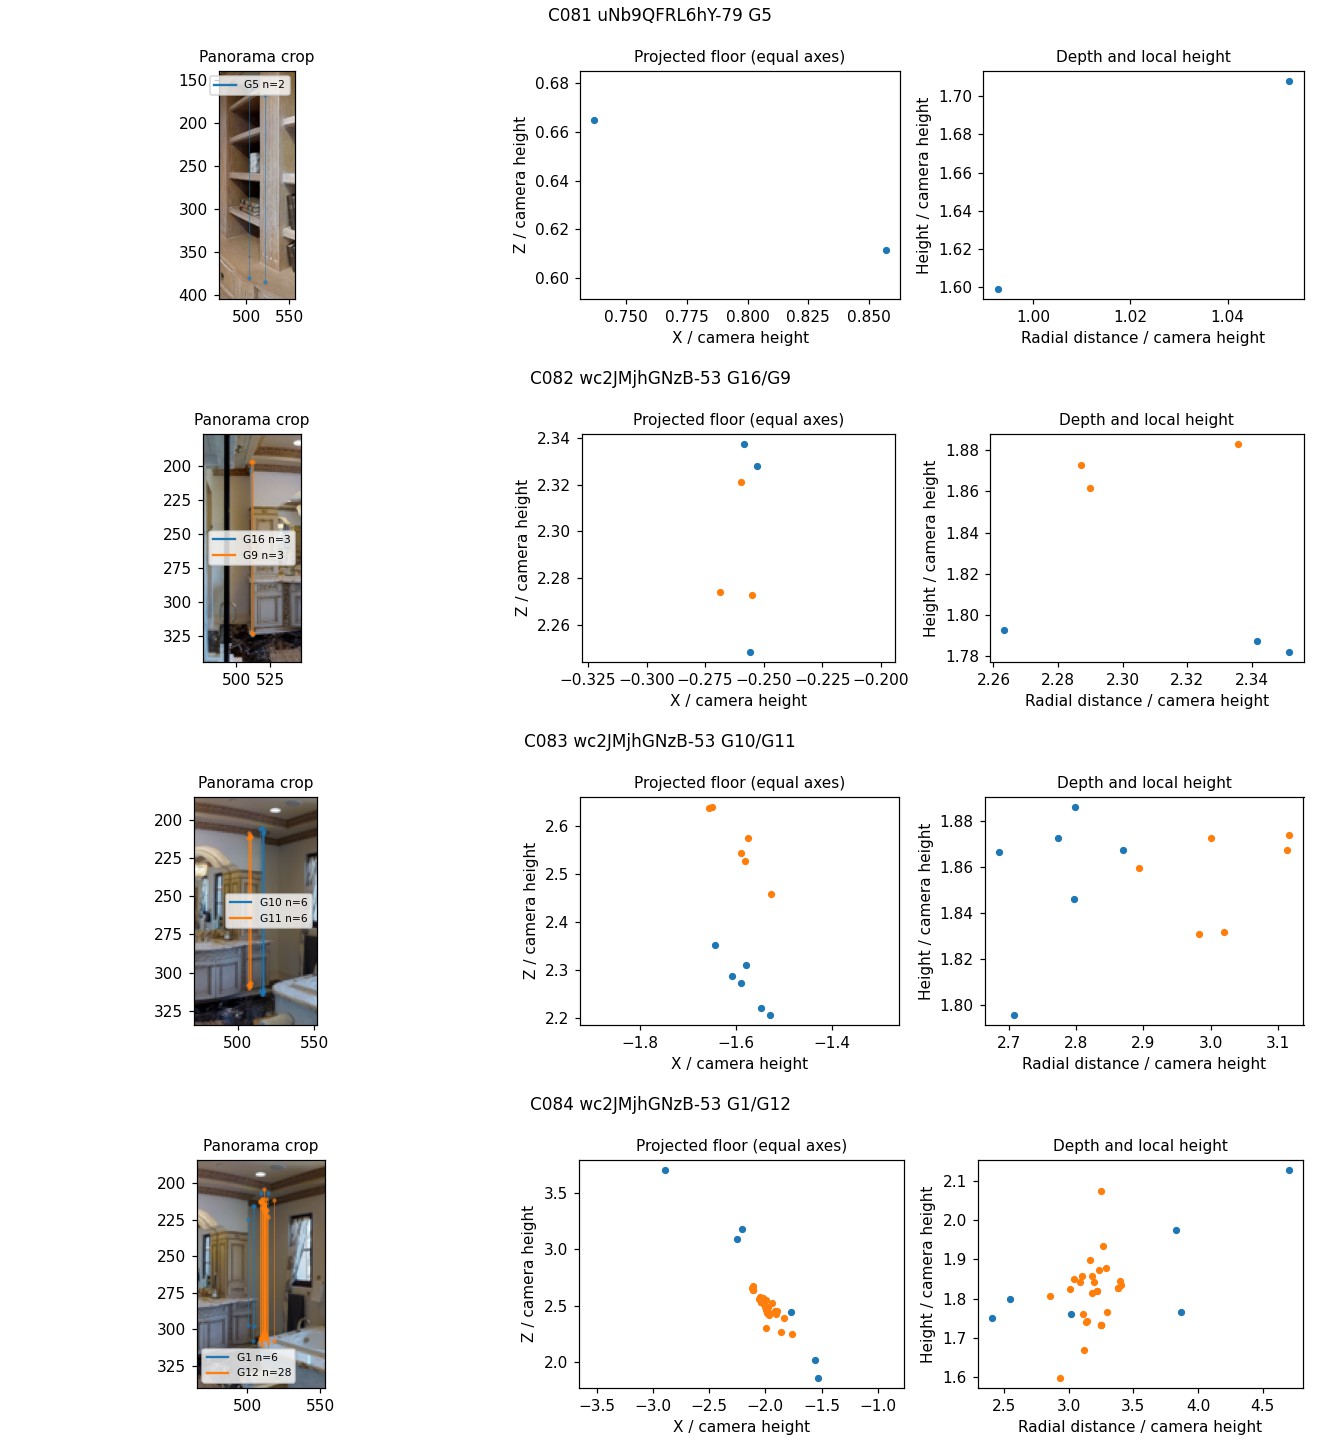 C081 uNb9QFRL6hY-79 G5
Panorama crop
Projected floor (equal axes)
Depth and local height
G5 n=2
150
200
250
300
350
400
500 550
Z / camera height
0.68
0.66
0.64
0.62
0.60
0.750 0.775 0.800 0.825 0.850
X / camera height
Height / camera height
1.70
1.68
1.66
1.64
1.62
1.60
1.00 1.02 1.04
Radial distance / camera height
C082 wc2JMjhGNzB-53 G16/G9
Panorama crop
Projected floor (equal axes)
Depth and local height
G16 n=3
G9 n=3
200
225
250
275
300
325
500 525
Z / camera height
2.34
2.32
2.30
2.28
2.26
−0.325 −0.300 −0.275 −0.250 −0.225 −0.200
X / camera height
Height / camera height
1.88
1.86
1.84
1.82
1.80
1.78
2.26 2.28 2.30 2.32 2.34
Radial distance / camera height
C083 wc2JMjhGNzB-53 G10/G11
Panorama crop
Projected floor (equal axes)
Depth and local height
G10 n=6
G11 n=6
200
225
250
275
300
325
500 550
Z / camera height
2.6
2.5
2.4
2.3
2.2
−1.8 −1.6 −1.4
X / camera height
Height / camera height
1.88
1.86
1.84
1.82
1.80
2.7 2.8 2.9 3.0 3.1
Radial distance / camera height
C084 wc2JMjhGNzB-53 G1/G12
Panorama crop
Projected floor (equal axes)
Depth and local height
G1 n=6
G12 n=28
200
225
250
275
300
325
500 550
Z / camera height
3.5
3.0
2.5
2.0
−3.5 −3.0 −2.5 −2.0 −1.5 −1.0
X / camera height
Height / camera height
2.1
2.0
1.9
1.8
1.7
1.6
2.5 3.0 3.5 4.0 4.5
Radial distance / camera height